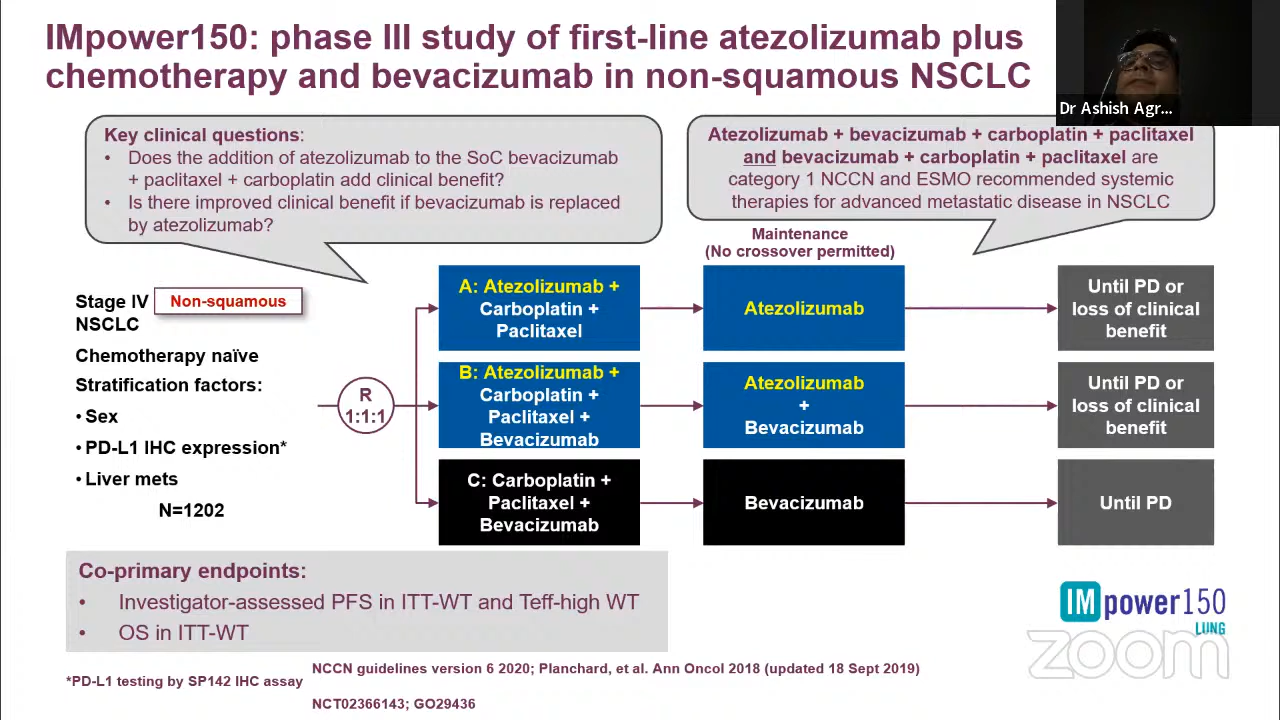 IMpower150: phase III study of first-line atezolizumab plus
chemotherapy and bevacizumab in non-squamous NSCLC
Dr Ashish Agr...
Key clinical questions:
• Does the addition of atezolizumab to the SoC bevacizumab
+ paclitaxel + carboplatin add clinical benefit?
• Is there improved clinical benefit if bevacizumab is replaced
by atezolizumab?
Atezolizumab + bevacizumab + carboplatin + paclitaxel
and bevacizumab + carboplatin + paclitaxel are
category 1 NCCN and ESMO recommended systemic
therapies for advanced metastatic disease in NSCLC
Maintenance
(No crossover permitted)
Stage IV
Non-squamous
NSCLC
Chemotherapy naïve
Stratification factors:
• Sex
• PD-L1 IHC expression*
• Liver mets
N=1202
R
1:1:1
A: Atezolizumab +
Carboplatin +
Paclitaxel
Atezolizumab
Until PD or
loss of clinical
benefit
B: Atezolizumab +
Carboplatin +
Paclitaxel +
Bevacizumab
Atezolizumab
+
Bevacizumab
Until PD or
loss of clinical
benefit
C: Carboplatin +
Paclitaxel +
Bevacizumab
Bevacizumab
Until PD
Co-primary endpoints:
• Investigator-assessed PFS in ITT-WT and Teff-high WT
• OS in ITT-WT
IMpower150
LUNG
zoom
*PD-L1 testing by SP142 IHC assay
NCCN guidelines version 6 2020; Planchard, et al. Ann Oncol 2018 (updated 18 Sept 2019)
NCT02366143; GO29436